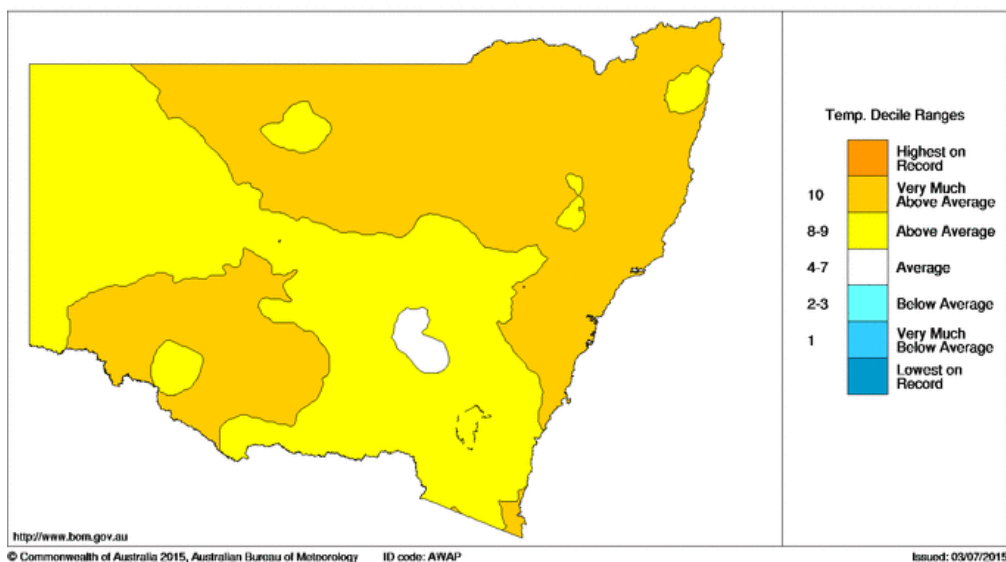 Temp. Decile Ranges
Highest on
Record
10
Very Much
Above Average
8-9
Above Average
4-7
Average
2-3
Below Average
1
Very Much
Below Average
Lowest on
Record
http://www.bom.gov.au
© Commonwealth of Australia 2015, Australian Bureau of Meteorology ID code: AWAP Issued: 03/07/2015